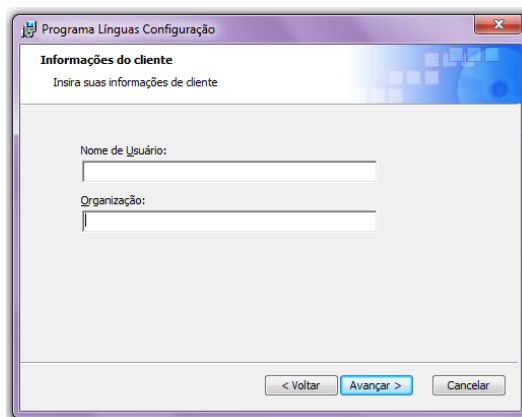 Programa Línguas Configuração
Informações do cliente
Insira suas informações de cliente
Nome de Usuário:
Organização:
< Voltar
Avançar >
Cancelar